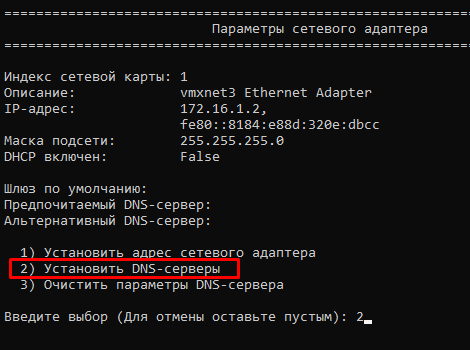 ================================================================
Параметры сетевого адаптера
================================================================
Индекс сетевой карты: 1
Описание: vmxnet3 Ethernet Adapter
IP-адрес: 172.16.1.2,
fe80::8184:e88d:320e:dbcc
Маска подсети: 255.255.255.0
DHCP включен: False
Шлюз по умолчанию:
Предпочитаемый DNS-сервер:
Альтернативный DNS-сервер:
1) Установить адрес сетевого адаптера
2) Установить DNS-серверы
3) Очистить параметры DNS-сервера
Введите выбор (Для отмены оставьте пустым): 2